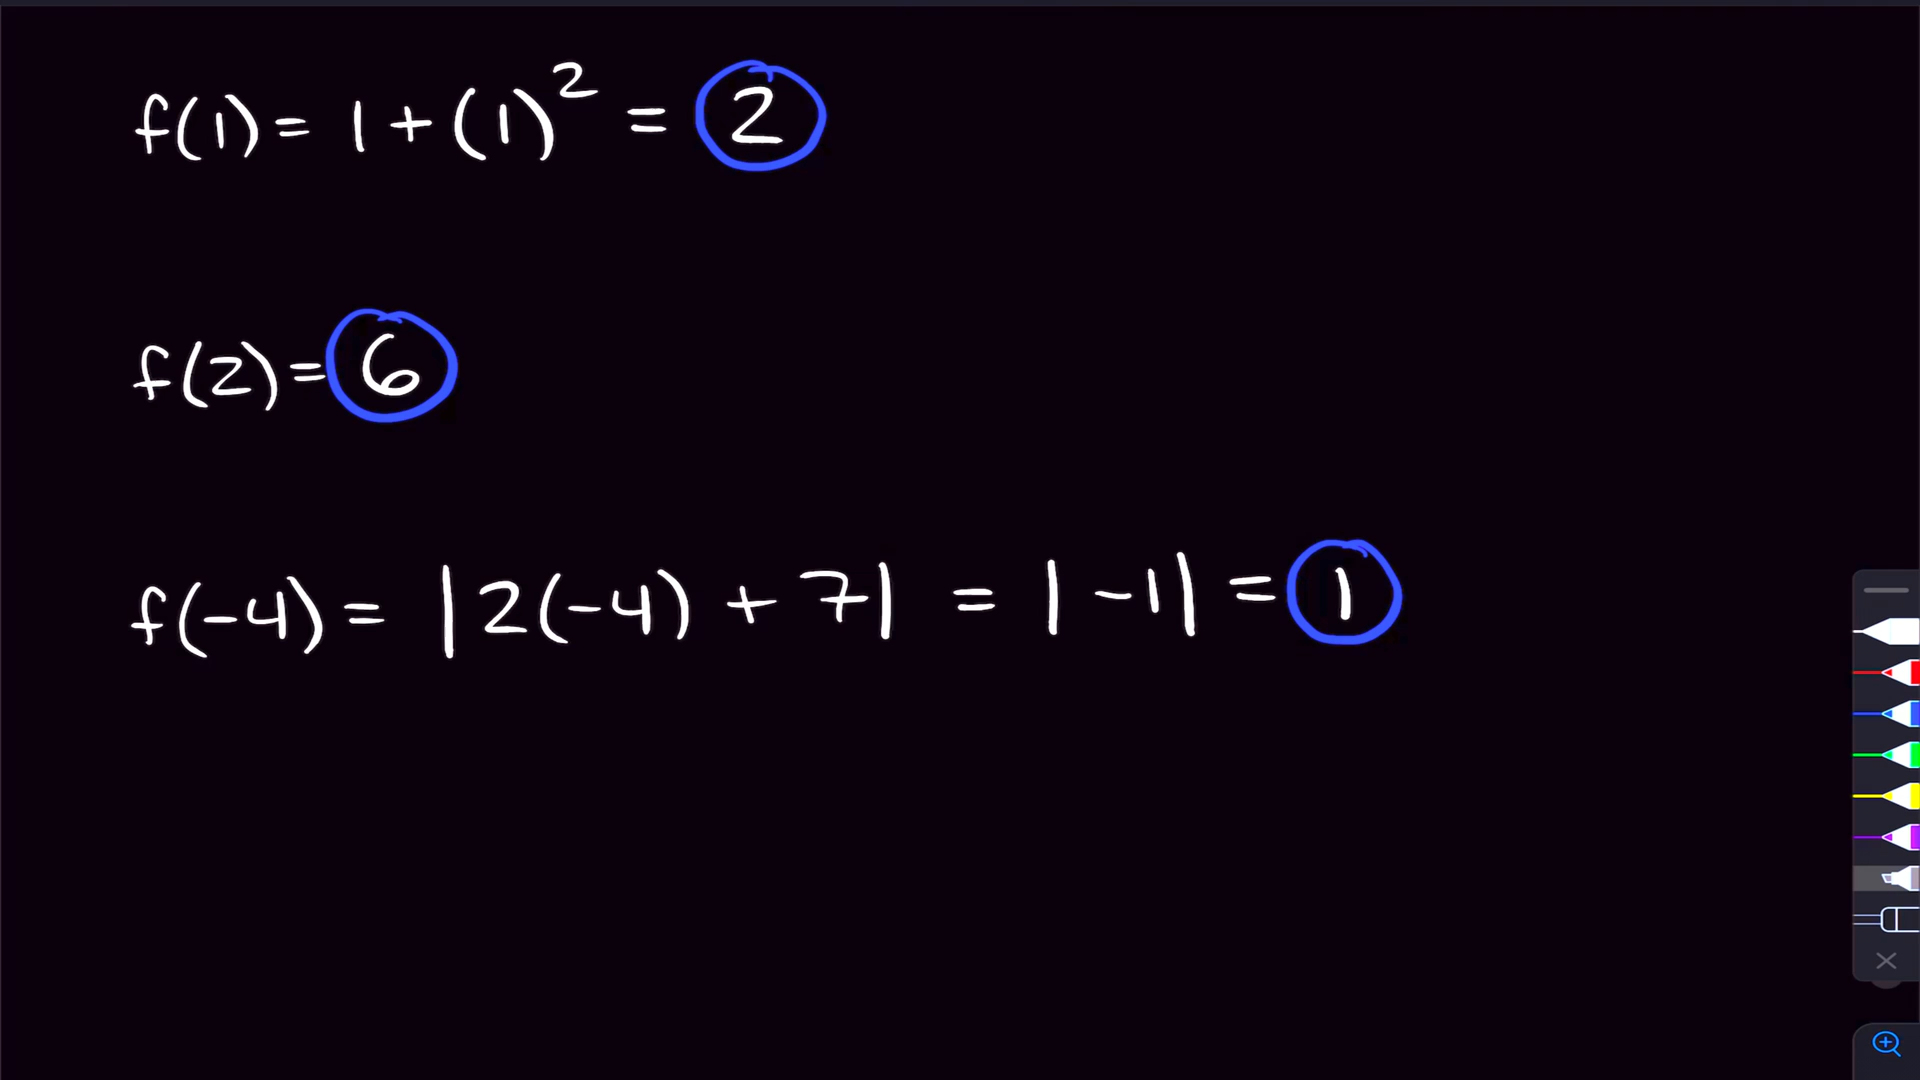 f(1) = 1 + (1)² = 2
f(2) = 6
f(-4) = |2(-4) + 7| = |-1| = 1